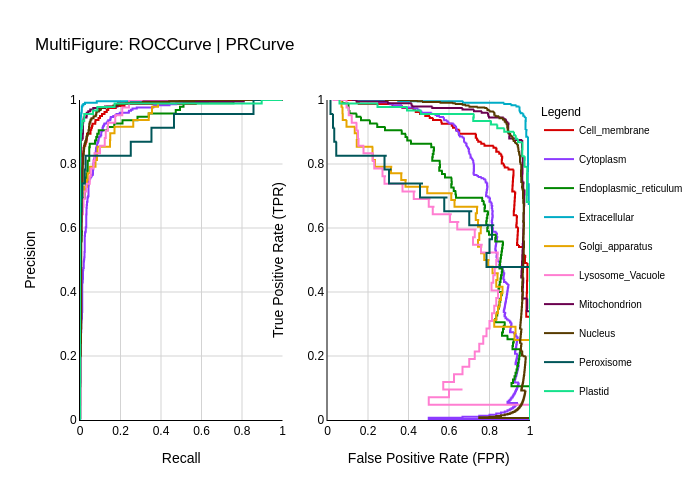 MultiFigure: ROCCurve | PRCurve
Precision
1
0.8
0.6
0.4
0.2
0
0 0.2 0.4 0.6 0.8 1
Recall
True Positive Rate (TPR)
1
0.8
0.6
0.4
0.2
0
0 0.2 0.4 0.6 0.8 1
False Positive Rate (FPR)
Legend
Cell_membrane
Cytoplasm
Endoplasmic_reticulum
Extracellular
Golgi_apparatus
Lysosome_Vacuole
Mitochondrion
Nucleus
Peroxisome
Plastid